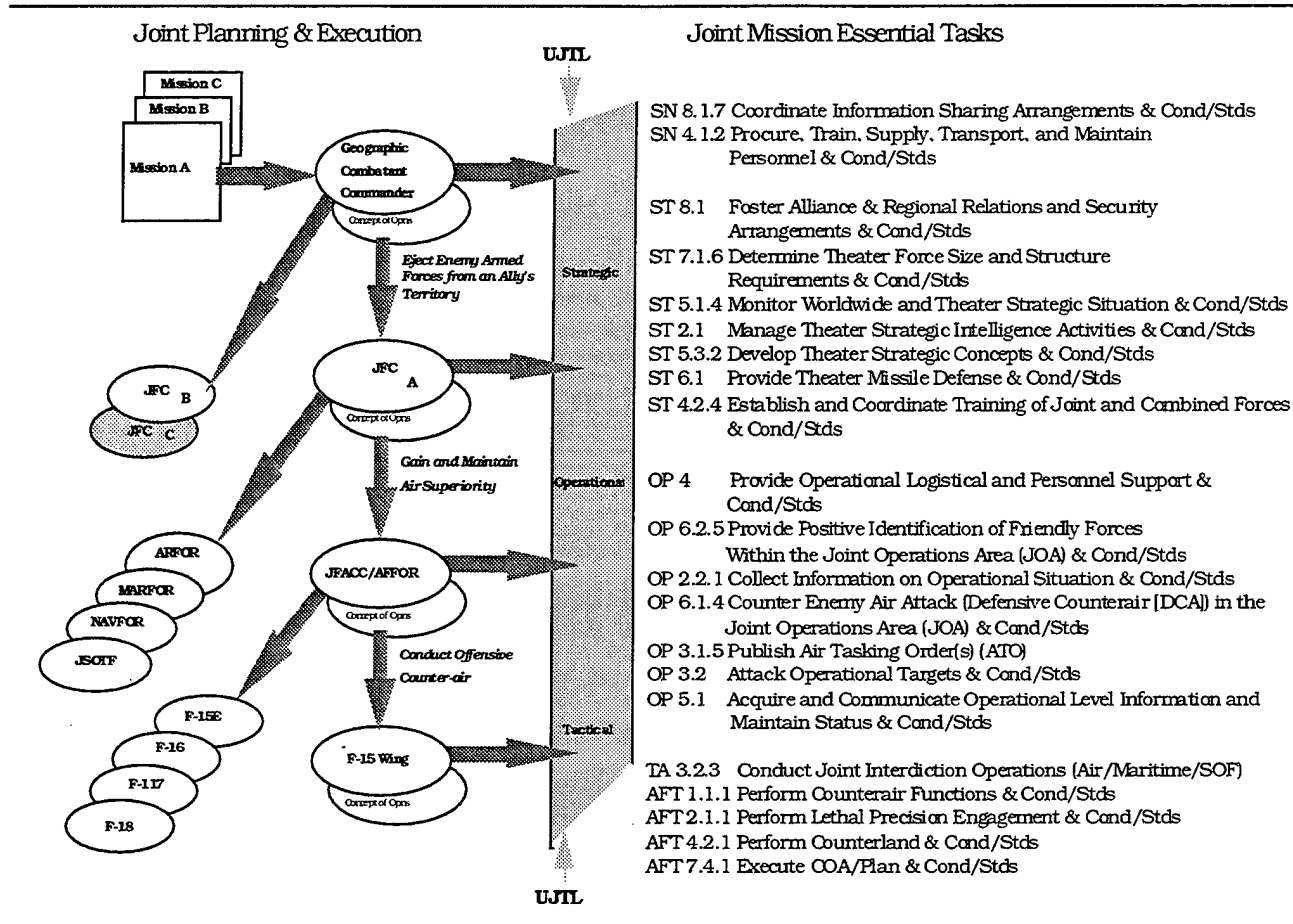 Joint Planning & Execution
Joint Mission Essential Tasks
UJTL
Mission C
Mission B
Mission A
Geographic
Combatant
Commander
Concept of Opns
Eject Enemy Armed
Forces from an Ally's
Territory
JFC A
Concept of Opns
JFC B
JFC C
Gain and Maintain
Air Superiority
ARFOR
MARFOR
NAVFOR
JSOTF
JFACC/AFFOR
Concept of Opns
Conduct Offensive
Counter-air
F-15E
F-16
F-117
F-18
F-15 Wing
Concept of Opns
Strategic
Operational
Tactical
UJTL
SN 8.1.7 Coordinate Information Sharing Arrangements & Cond/Stds
SN 4.1.2 Procure, Train, Supply, Transport, and Maintain
Personnel & Cond/Stds
ST 8.1 Foster Alliance & Regional Relations and Security
Arrangements & Cond/Stds
ST 7.1.6 Determine Theater Force Size and Structure
Requirements & Cond/Stds
ST 5.1.4 Monitor Worldwide and Theater Strategic Situation & Cond/Stds
ST 2.1 Manage Theater Strategic Intelligence Activities & Cond/Stds
ST 5.3.2 Develop Theater Strategic Concepts & Cond/Stds
ST 6.1 Provide Theater Missile Defense & Cond/Stds
ST 4.2.4 Establish and Coordinate Training of Joint and Combined Forces
& Cond/Stds
OP 4 Provide Operational Logistical and Personnel Support &
Cond/Stds
OP 6.2.5 Provide Positive Identification of Friendly Forces
Within the Joint Operations Area (JOA) & Cond/Stds
OP 2.2.1 Collect Information on Operational Situation & Cond/Stds
OP 6.1.4 Counter Enemy Air Attack (Defensive Counterair [DCA]) in the
Joint Operations Area (JOA) & Cond/Stds
OP 3.1.5 Publish Air Tasking Order(s) (ATO)
OP 3.2 Attack Operational Targets & Cond/Stds
OP 5.1 Acquire and Communicate Operational Level Information and
Maintain Status & Cond/Stds
TA 3.2.3 Conduct Joint Interdiction Operations (Air/Maritime/SOF)
AFT 1.1.1 Perform Counterair Functions & Cond/Stds
AFT 2.1.1 Perform Lethal Precision Engagement & Cond/Stds
AFT 4.2.1 Perform Counterland & Cond/Stds
AFT 7.4.1 Execute COA/Plan & Cond/Stds